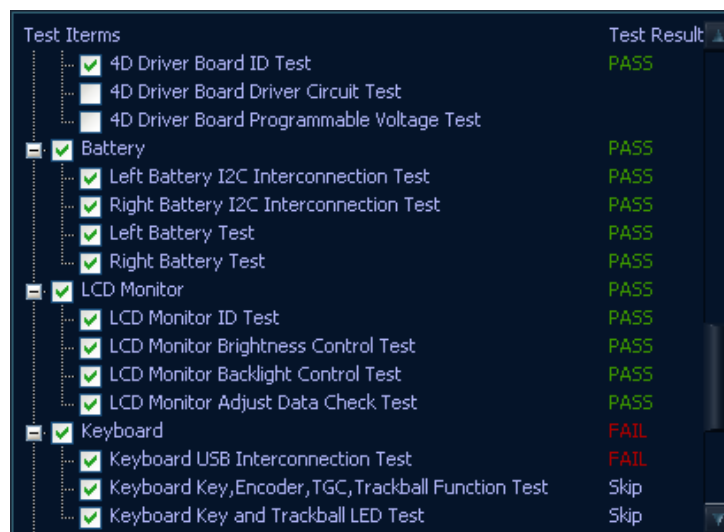 Test Iterms Test Result
4D Driver Board ID Test PASS
4D Driver Board Driver Circuit Test
4D Driver Board Programmable Voltage Test
Battery PASS
Left Battery I2C Interconnection Test PASS
Right Battery I2C Interconnection Test PASS
Left Battery Test PASS
Right Battery Test PASS
LCD Monitor PASS
LCD Monitor ID Test PASS
LCD Monitor Brightness Control Test PASS
LCD Monitor Backlight Control Test PASS
LCD Monitor Adjust Data Check Test PASS
Keyboard FAIL
Keyboard USB Interconnection Test FAIL
Keyboard Key,Encoder,TGC,Trackball Function Test Skip
Keyboard Key and Trackball LED Test Skip